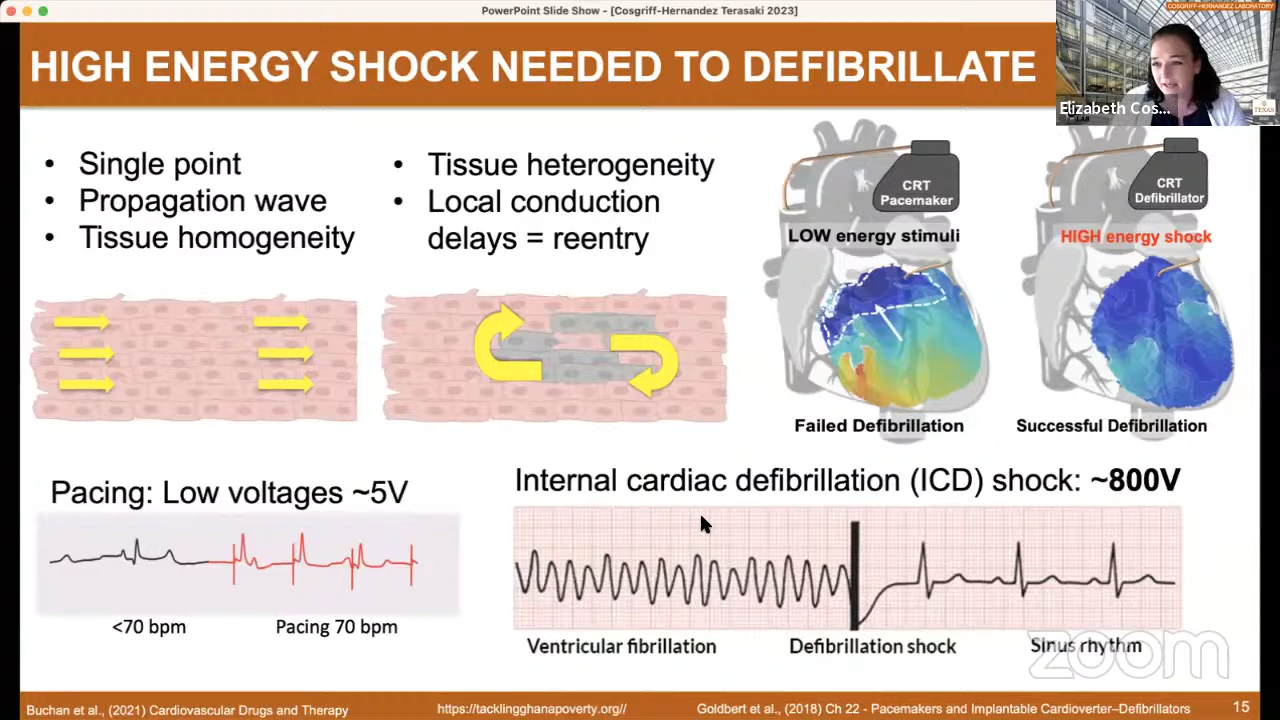 PowerPoint Slide Show - [Cosgriff-Hernandez Terasaki 2023]
COSGRIFF-HERNANDEZ LABORATORY
Elizabeth Cos...
TEXAS
HIGH ENERGY SHOCK NEEDED TO DEFIBRILLATE
• Single point
• Propagation wave
• Tissue homogeneity
• Tissue heterogeneity
• Local conduction
delays = reentry
CRT
Pacemaker
LOW energy stimuli
Failed Defibrillation
CRT
Defibrillator
HIGH energy shock
Successful Defibrillation
Pacing: Low voltages ~5V
<70 bpm
Pacing 70 bpm
Internal cardiac defibrillation (ICD) shock: ~800V
Ventricular fibrillation
Defibrillation shock
Sinus rhythm
zoom
Buchan et al., (2021) Cardiovascular Drugs and Therapy
https://tacklingghanapoverty.org//
Goldbert et al., (2018) Ch 22 - Pacemakers and Implantable Cardioverter–Defibrillators
15